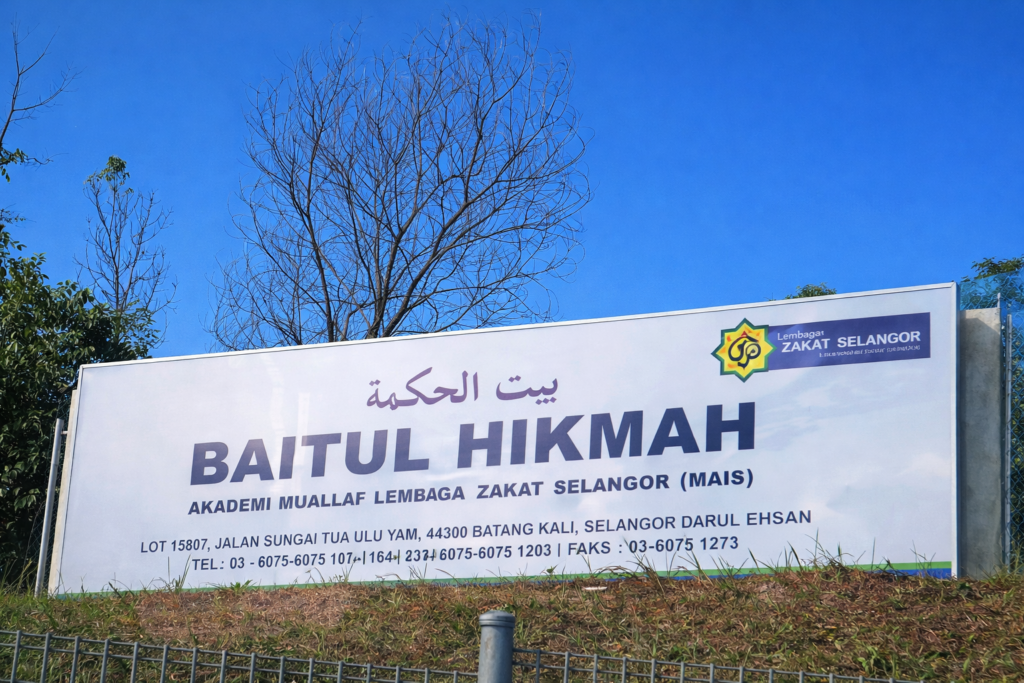 Lembaga
ZAKAT SELANGOR
بيت الحكمة
BAITUL HIKMAH
AKADEMI MUALLAF LEMBAGA ZAKAT SELANGOR (MAIS)
LOT 15807, JALAN SUNGAI TUA ULU YAM, 44300 BATANG KALI, SELANGOR DARUL EHSAN
TEL: 03 - 6075-6075 107 164 233 6075-6075 1203 | FAKS : 03-6075 1273